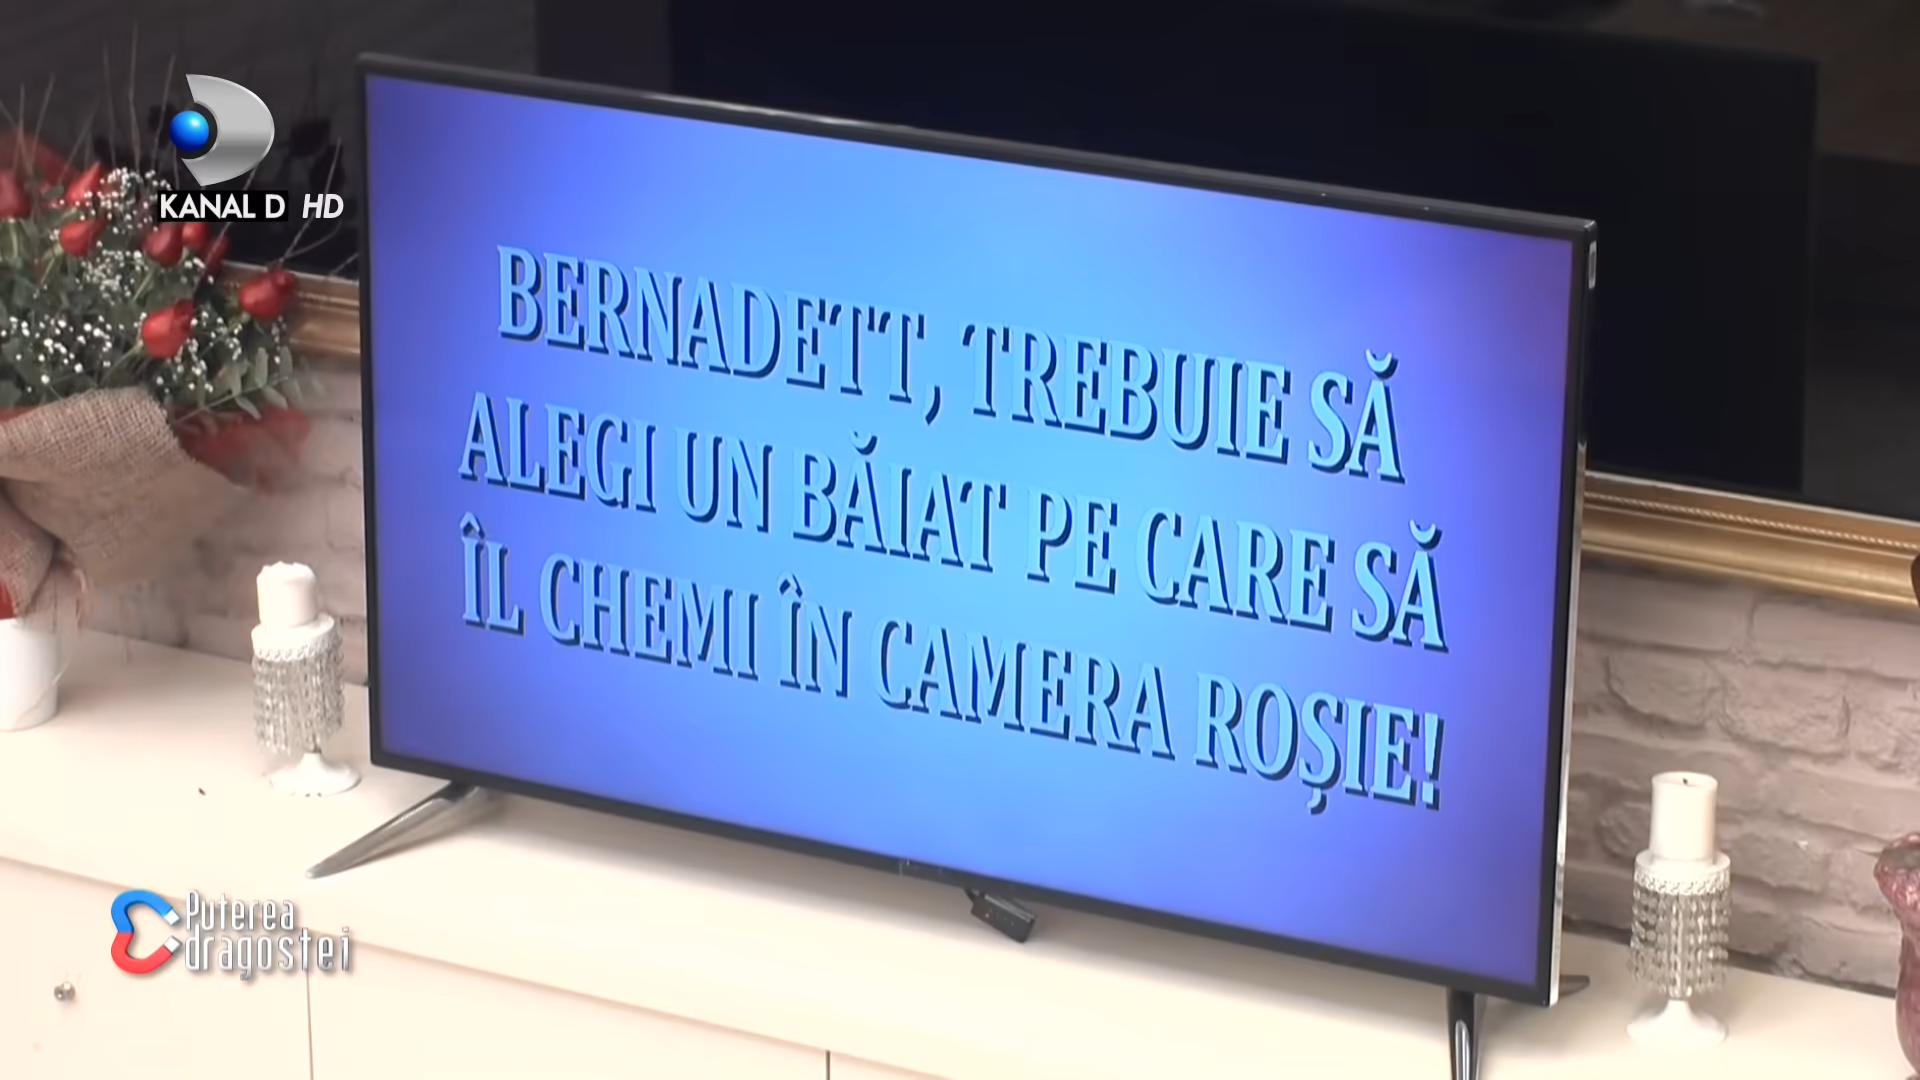 KANAL D HD
BERNADETT, TREBUIE SĂ
ALEGI UN BĂIAT PE CARE SĂ
ÎL CHEMI ÎN CAMERA ROȘIE!
Puterea
dragostei